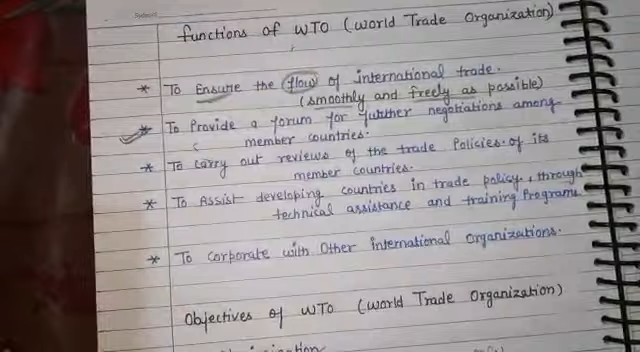 functions of WTO (World Trade Organization)
* To Ensure the flow of international trade.
(smoothly and freely as possible)
* To Provide a forum for further negotiations among
member countries.
* To Carry out reviews of the trade Policies of its
member countries.
* To Assist developing countries in trade policy, through
technical assistance and training Programs.
* To Corporate with Other international organizations.
Objectives of WTO (World Trade Organization)